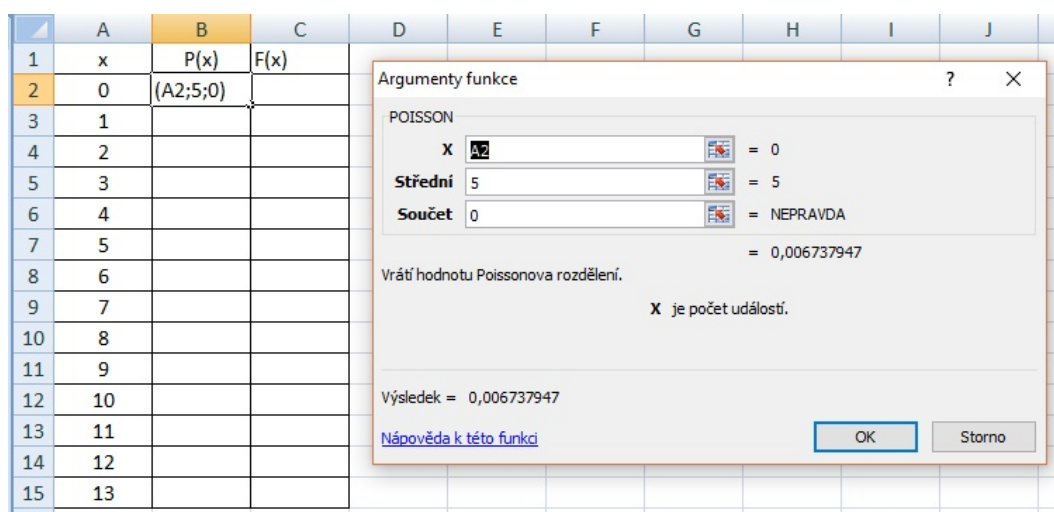 A B C D E F G H I J
1 x P(x) F(x)
2 0 (A2;5;0)
3 1
4 2
5 3
6 4
7 5
8 6
9 7
10 8
11 9
12 10
13 11
14 12
15 13
Argumenty funkce ? ×
POISSON
X A2 = 0
Střední 5 = 5
Součet 0 = NEPRAVDA
= 0,006737947
Vrátí hodnotu Poissonova rozdělení.
X je počet událostí.
Výsledek = 0,006737947
Nápověda k této funkci OK Storno